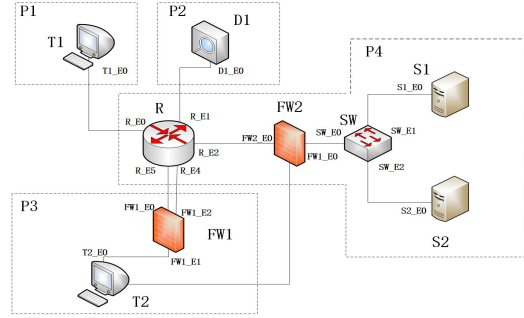 P1
P2
T1
D1
P4
T1_E0
D1_E0
S1
S1_E0
R
R_E0
R_E1
FW2
SW
SW_E0
SW_E1
R_E2
FW2_E0
FW1_E0
R_E5
R_E4
SW_E2
P3
FW1_E0
FW1_E2
S2_E0
FW1
S2
T2_E0
FW1_E1
T2